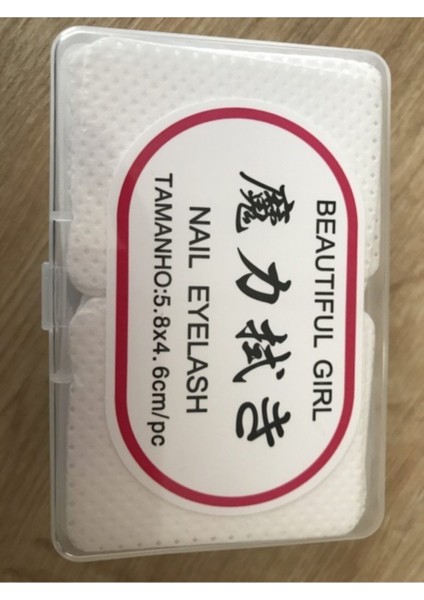 BEAUTIFUL GIRL
魔力拭き
NAIL EYELASH
TAMANHO:5.8x4.6cm/pc